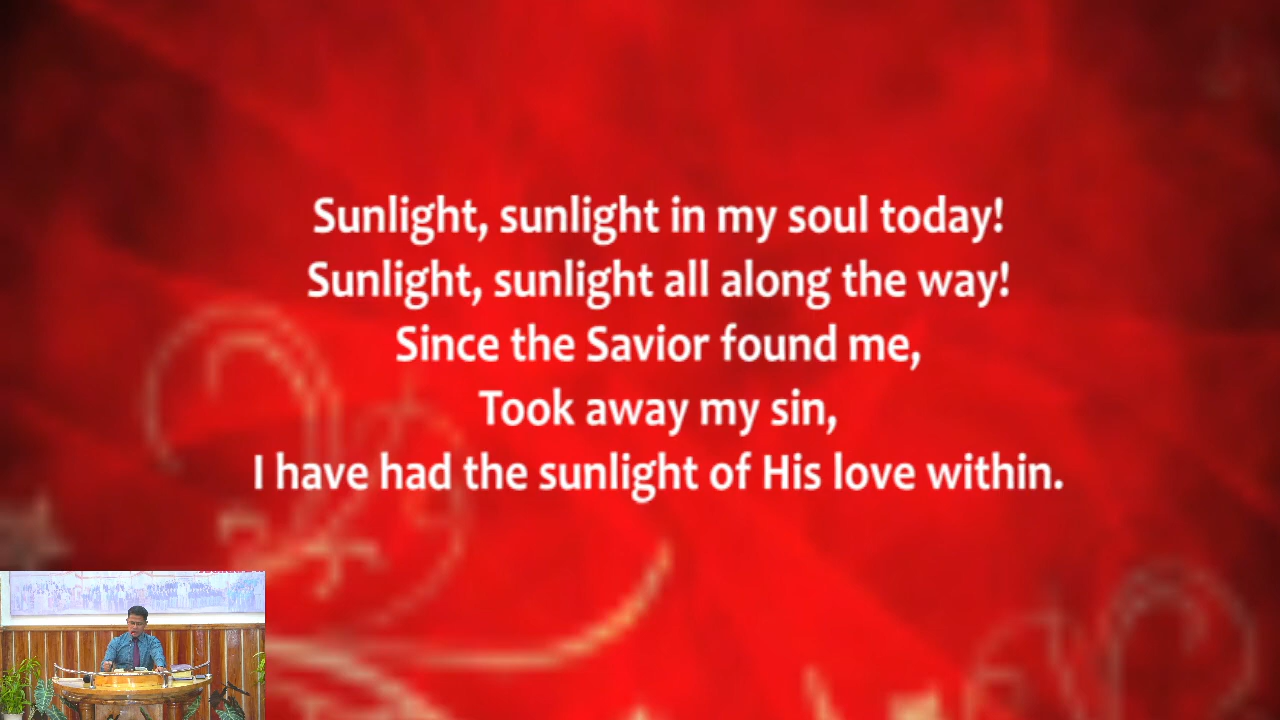 Sunlight, sunlight in my soul today!
Sunlight, sunlight all along the way!
Since the Savior found me,
Took away my sin,
I have had the sunlight of His love within.